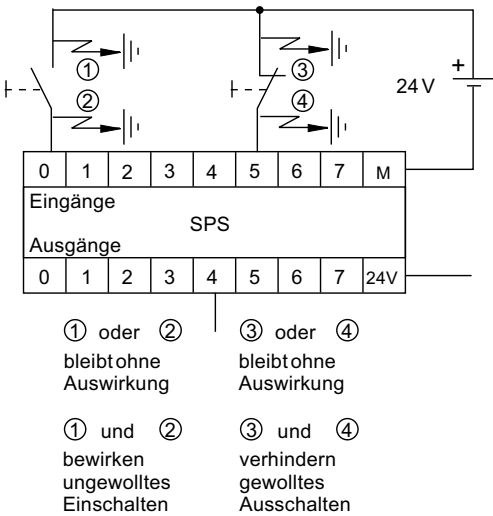 ①
③
+
24 V
②
④
0 1 2 3 4 5 6 7 M
Eingänge
SPS
Ausgänge
0 1 2 3 4 5 6 7 24V
① oder ②
bleibt ohne
Auswirkung
③ oder ④
bleibt ohne
Auswirkung
① und ②
bewirken
ungewolltes
Einschalten
③ und ④
verhindern
gewolltes
Ausschalten